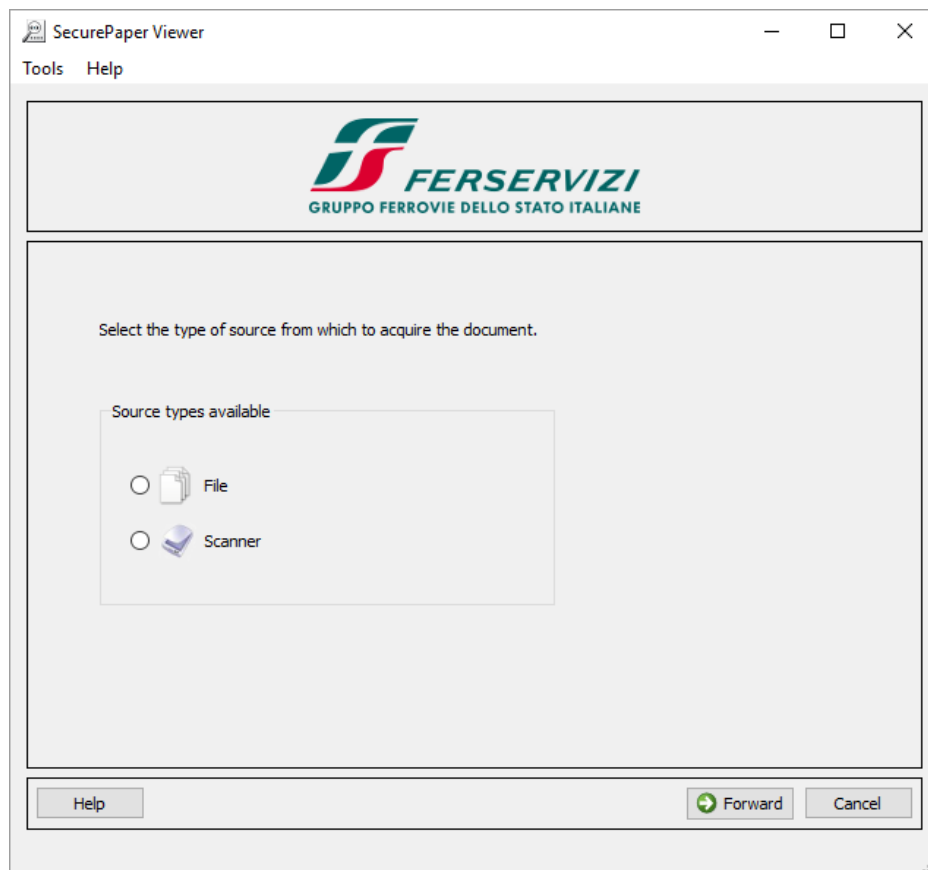 SecurePaper Viewer
Tools Help
FERSERVIZI
GRUPPO FERROVIE DELLO STATO ITALIANE
Select the type of source from which to acquire the document.
Source types available
File
Scanner
Help Forward Cancel